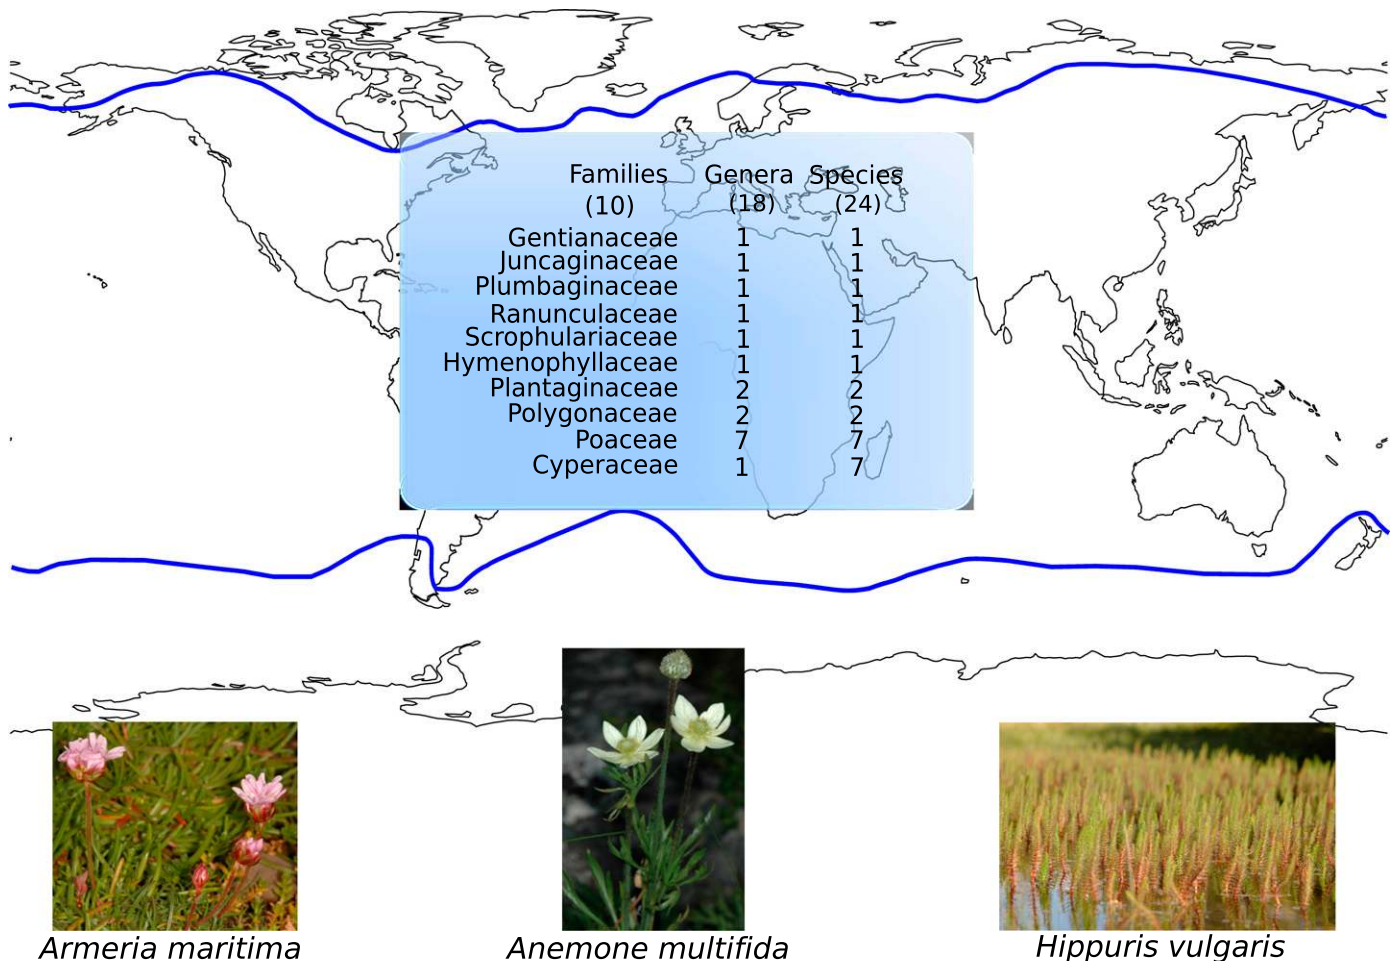 Families Genera Species
(10) (18) (24)
Gentianaceae 1 1
Juncaginaceae 1 1
Plumbaginaceae 1 1
Ranunculaceae 1 1
Scrophulariaceae 1 1
Hymenophyllaceae 1 1
Plantaginaceae 2 2
Polygonaceae 2 2
Poaceae 7 7
Cyperaceae 1 7
Armeria maritima Anemone multifida Hippuris vulgaris